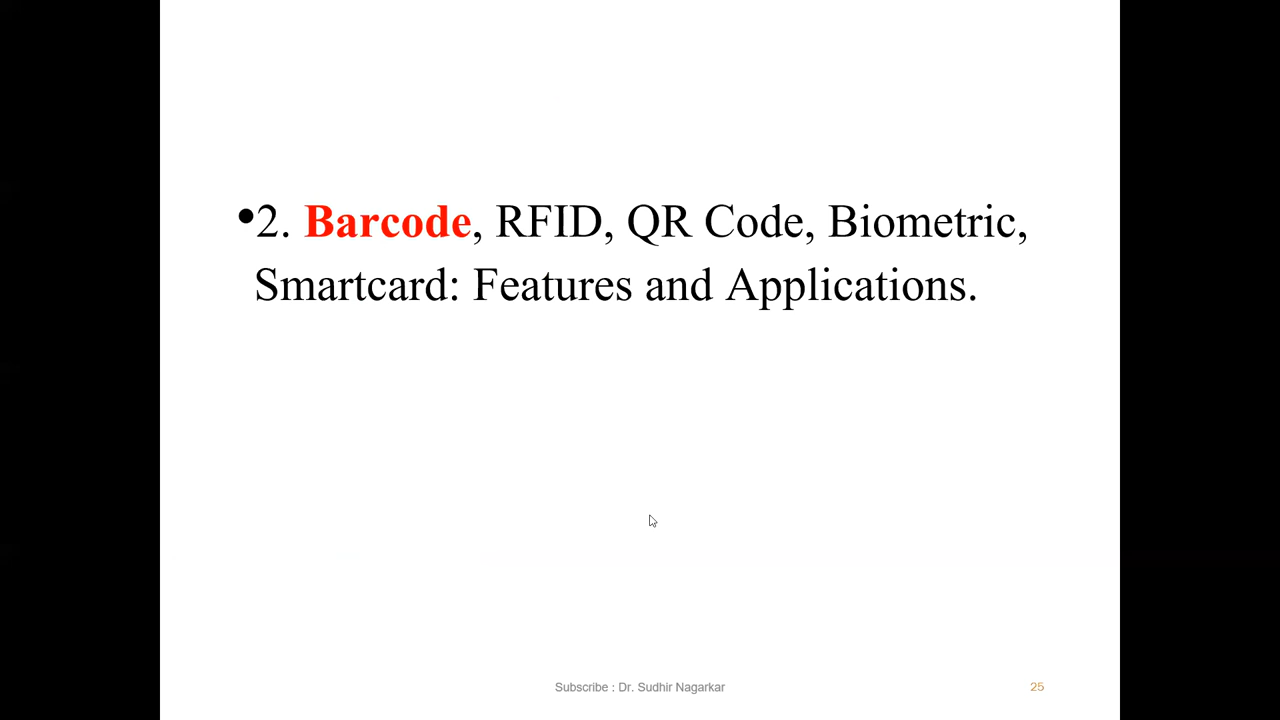 •2. Barcode, RFID, QR Code, Biometric,
Smartcard: Features and Applications.
Subscribe : Dr. Sudhir Nagarkar
25